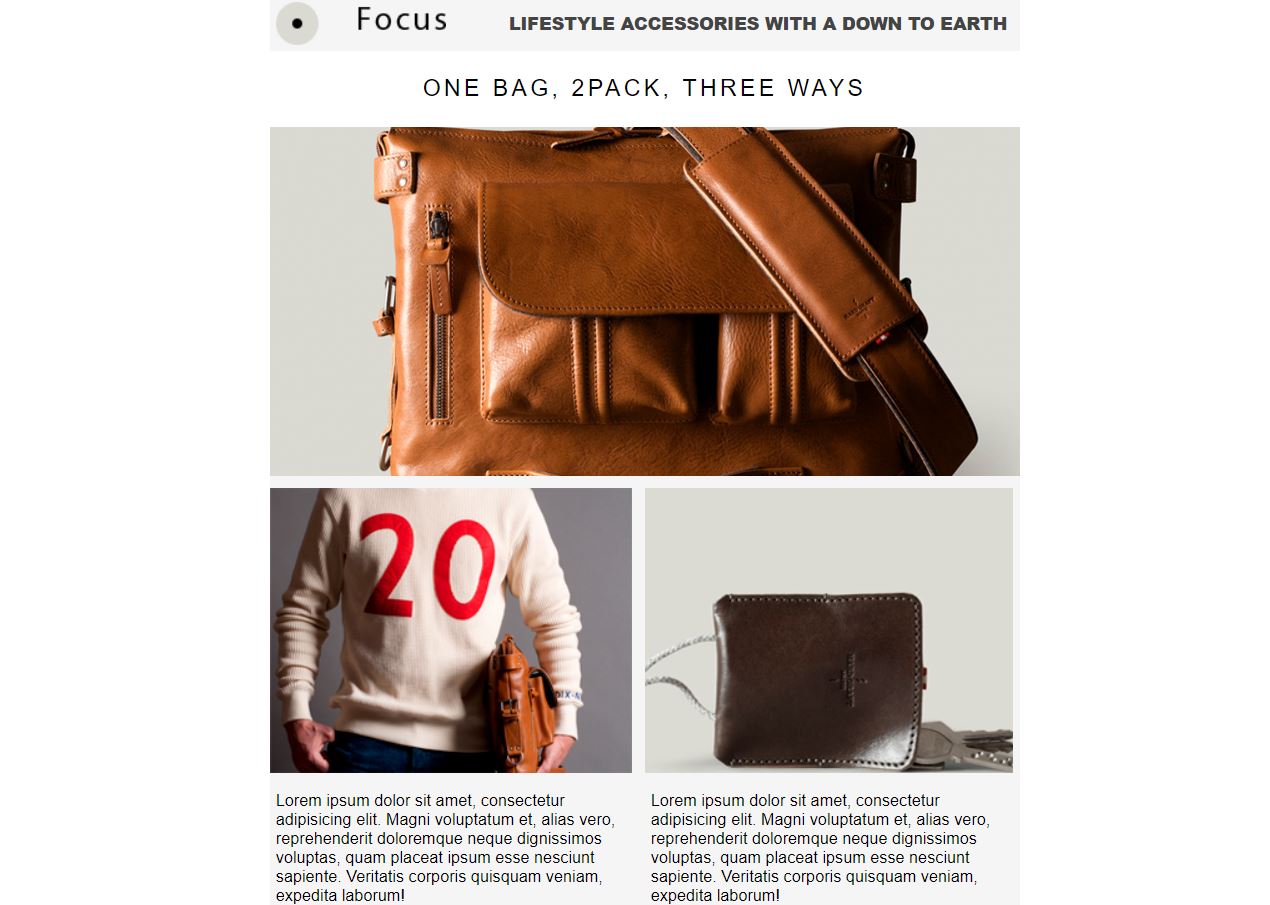 Focus
LIFESTYLE ACCESSORIES WITH A DOWN TO EARTH
ONE BAG, 2PACK, THREE WAYS
20
Lorem ipsum dolor sit amet, consectetur
adipisicing elit. Magni voluptatum et, alias vero,
reprehenderit doloremque neque dignissimos
voluptas, quam placeat ipsum esse nesciunt
sapiente. Veritatis corporis quisquam veniam,
expedita laborum!
Lorem ipsum dolor sit amet, consectetur
adipisicing elit. Magni voluptatum et, alias vero,
reprehenderit doloremque neque dignissimos
voluptas, quam placeat ipsum esse nesciunt
sapiente. Veritatis corporis quisquam veniam,
expedita laborum!